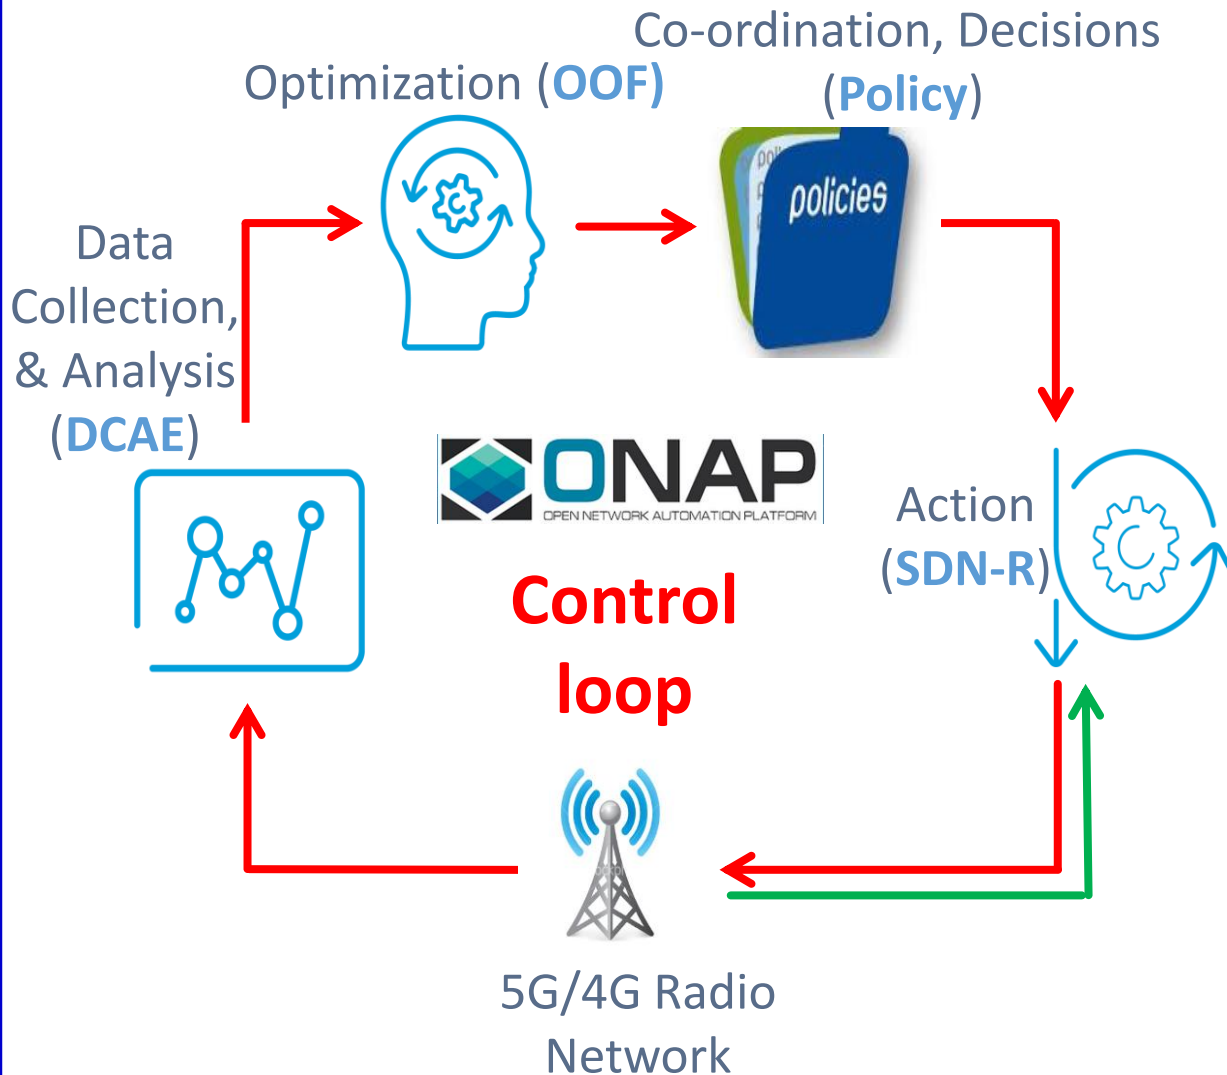 Co-ordination, Decisions
(Policy)
Optimization (OOF)
policies
Data
Collection,
& Analysis
(DCAE)
ONAP
OPEN NETWORK AUTOMATION PLATFORM
Action
(SDN-R)
Control
loop
5G/4G Radio
Network